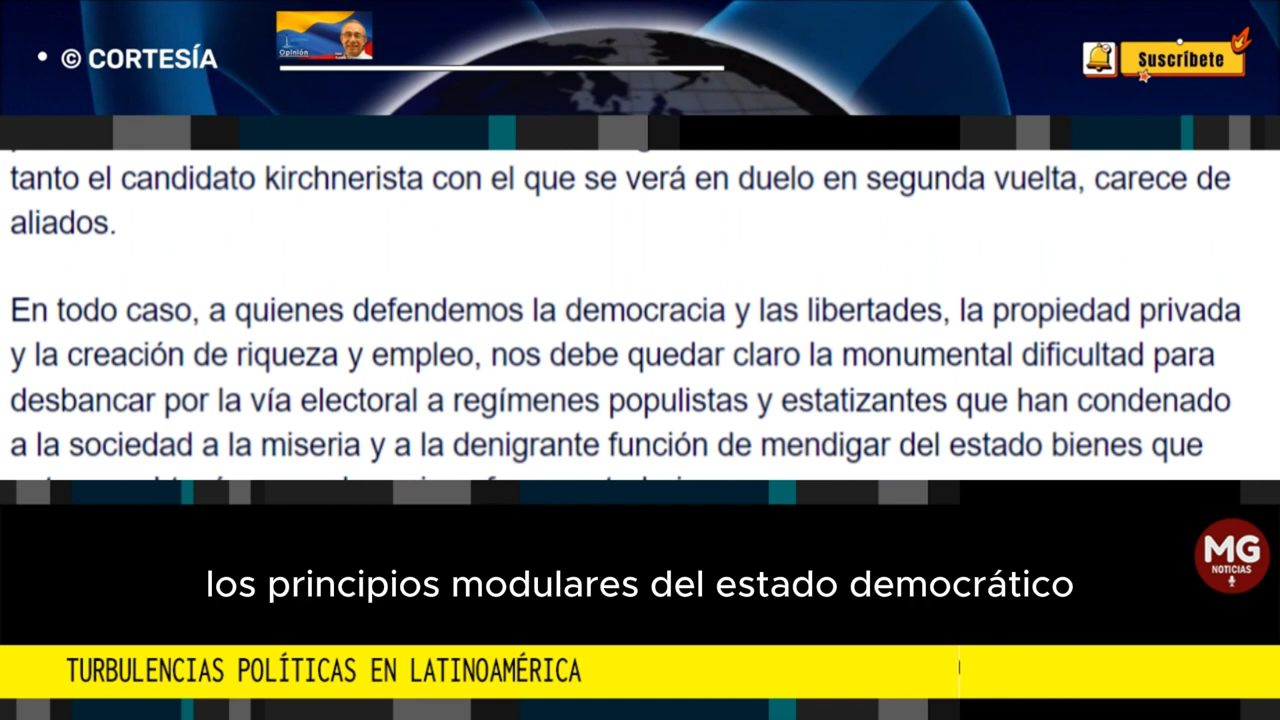 • © CORTESÍA
Opinión
Suscríbete
tanto el candidato kirchnerista con el que se verá en duelo en segunda vuelta, carece de
aliados.
En todo caso, a quienes defendemos la democracia y las libertades, la propiedad privada
y la creación de riqueza y empleo, nos debe quedar claro la monumental dificultad para
desbancar por la vía electoral a regímenes populistas y estatizantes que han condenado
a la sociedad a la miseria y a la denigrante función de mendigar del estado bienes que
MG
NOTICIAS
los principios modulares del estado democrático
TURBULENCIAS POLÍTICAS EN LATINOAMÉRICA